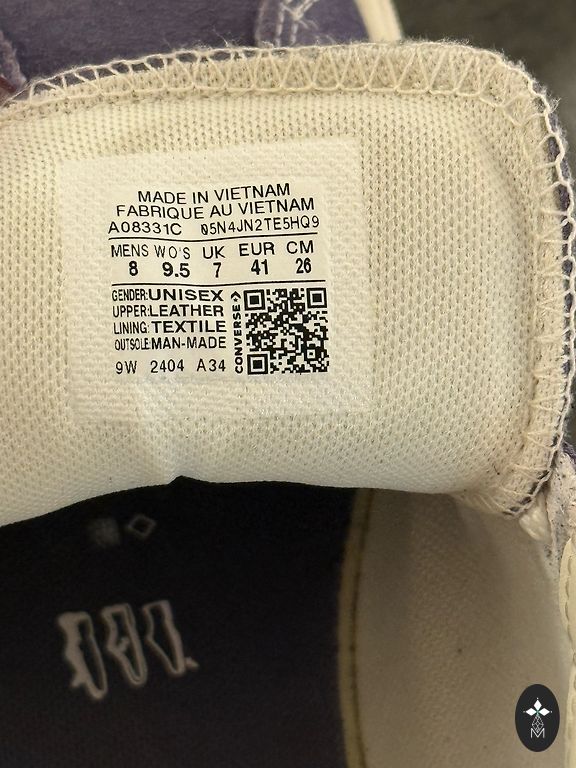 MADE IN VIETNAM
FABRIQUE AU VIETNAM
A08331C 05N4JN2TE5HQ9
MENS WO'S UK EUR CM
8 9.5 7 41 26
GENDER:UNISEX
UPPER:LEATHER
LINING:TEXTILE
OUTSOLE:MAN-MADE
9W 2404 A34
CONVERSE